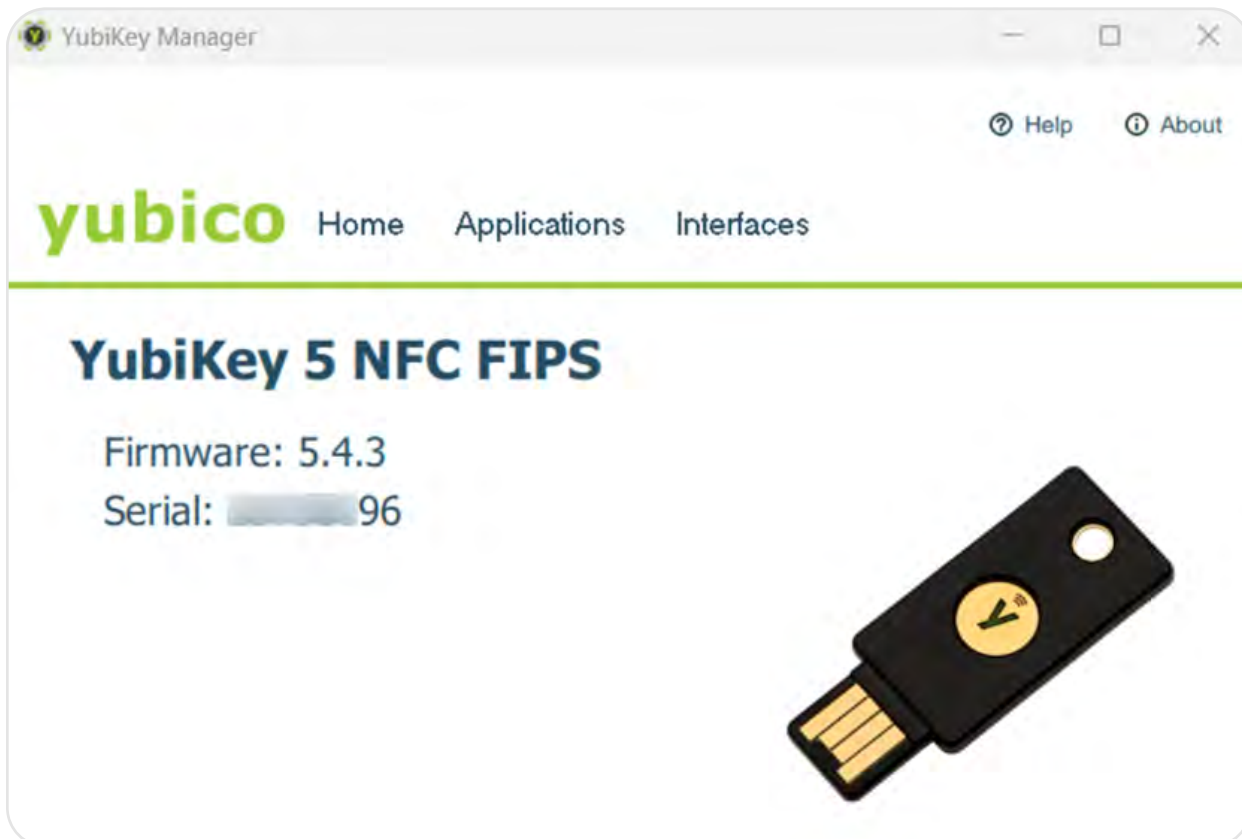 YubiKey Manager
Help About
yubico Home Applications Interfaces
YubiKey 5 NFC FIPS
Firmware: 5.4.3
Serial: 96